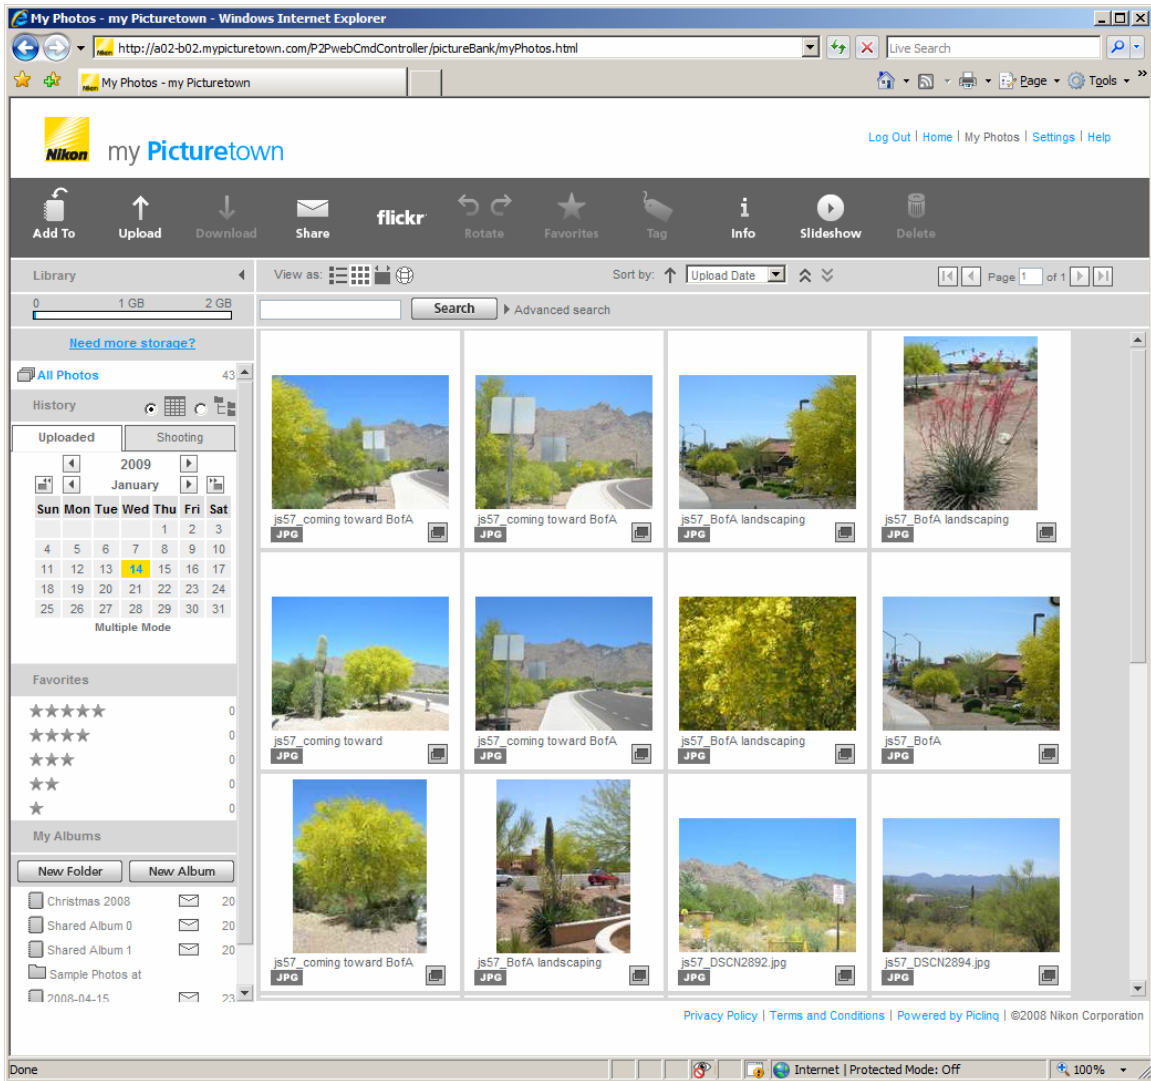 My Photos - my Picturetown - Windows Internet Explorer
http://a02-b02.mypicturetown.com/P2PwebCmdController/pictureBank/myPhotos.html
Live Search
My Photos - my Picturetown
Page Tools
Nikon my Picturetown
Log Out | Home | My Photos | Settings | Help
Add To Upload Download Share flickr Rotate Favorites Tag Info Slideshow Delete
Library
View as: Sort by: Upload Date Page 1 of 1
0 1 GB 2 GB
Search Advanced search
Need more storage?
All Photos 43
History
Uploaded Shooting
2009
January
Sun Mon Tue Wed Thu Fri Sat
1 2 3
4 5 6 7 8 9 10
11 12 13 14 15 16 17
18 19 20 21 22 23 24
25 26 27 28 29 30 31
Multiple Mode
Favorites
0
0
0
0
0
My Albums
New Folder New Album
Christmas 2008 20
Shared Album 0 20
Shared Album 1 20
Sample Photos at
2008-04-15 23
js57_coming toward BofA js57_coming toward BofA js57_BofA landscaping js57_BofA landscaping
JPG JPG JPG JPG
js57_coming toward js57_coming toward BofA js57_BofA landscaping js57_BofA
JPG JPG JPG JPG
js57_coming toward BofA js57_BofA landscaping js57_DSCN2892.jpg js57_DSCN2894.jpg
JPG JPG JPG JPG
Privacy Policy | Terms and Conditions | Powered by Piclinq | ©2008 Nikon Corporation
Done Internet | Protected Mode: Off 100%